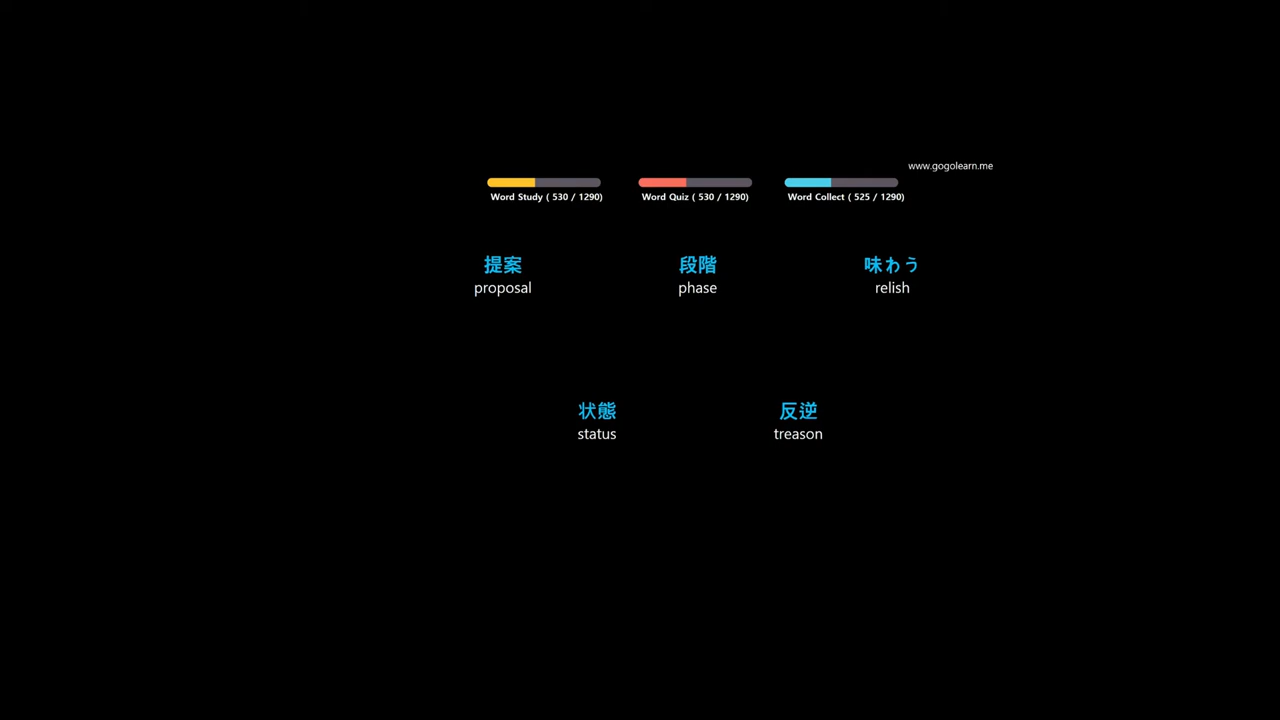 www.gogolearn.me
Word Study ( 530 / 1290)
Word Quiz ( 530 / 1290)
Word Collect ( 525 / 1290)
提案
proposal
段階
phase
味わう
relish
状態
status
反逆
treason